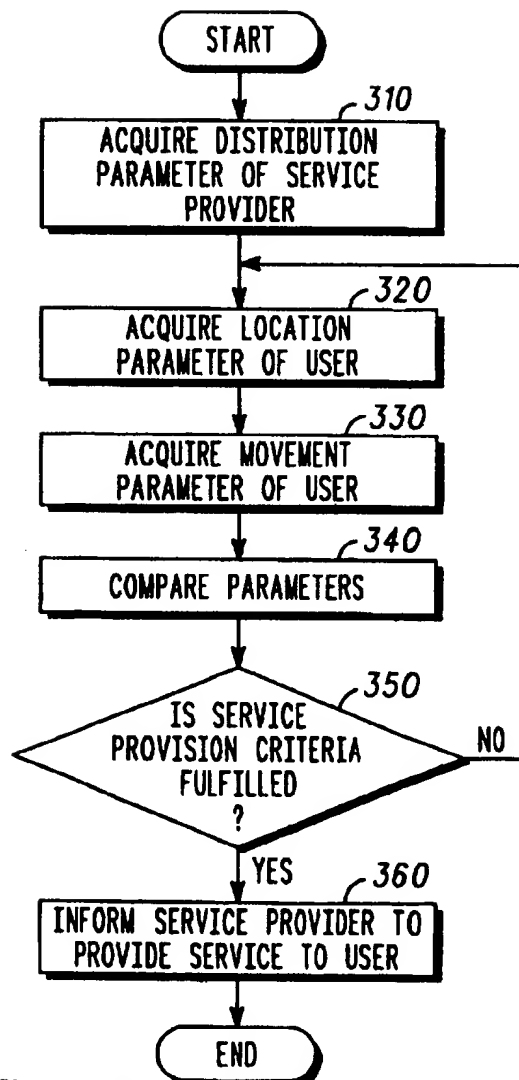 START
310
ACQUIRE DISTRIBUTION
PARAMETER OF SERVICE
PROVIDER
320
ACQUIRE LOCATION
PARAMETER OF USER
330
ACQUIRE MOVEMENT
PARAMETER OF USER
340
COMPARE PARAMETERS
350
IS SERVICE
PROVISION CRITERIA
FULFILLED
?
NO
YES
360
INFORM SERVICE PROVIDER TO
PROVIDE SERVICE TO USER
END